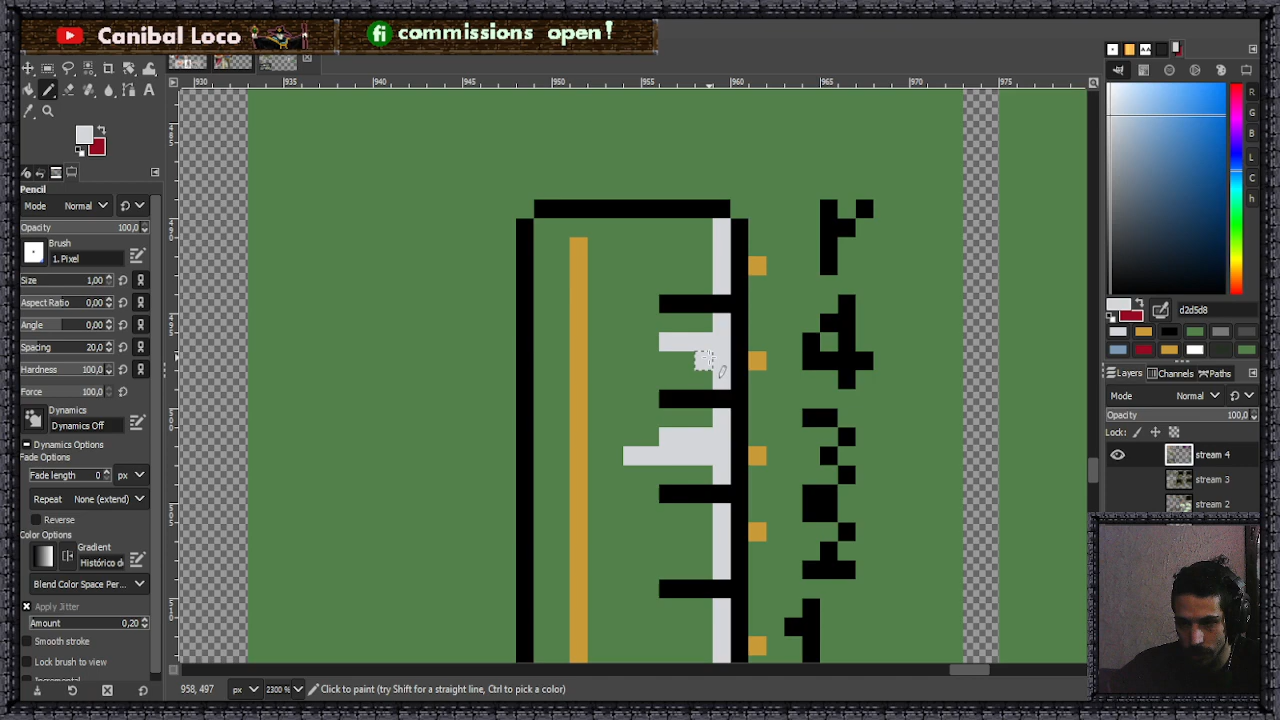 Canibal Loco
fi commissions open!
930 935 940 945 950 955 960 965 970 975
Pencil
Mode Normal
Opacity 100,0
Brush
1. Pixel
Size 1,00
Aspect Ratio 0,00
Angle 0,00
Spacing 20,0
Hardness 100,0
Force 100,0
Dynamics
Dynamics Off
Dynamics Options
Fade Options
Fade length 0 px
Repeat None (extend)
Reverse
Color Options
Gradient
Histórico d
Blend Color Space Per...
Apply Jitter
Amount 0,20
Smooth stroke
Lock brush to view
Incremental
R
G
B
L
C
h
d2d5d8
Layers Channels Paths
Mode Normal
Opacity 100,0
Lock:
stream 4
stream 3
stream 2
958, 497 px 2300 % Click to paint (try Shift for a straight line, Ctrl to pick a color)